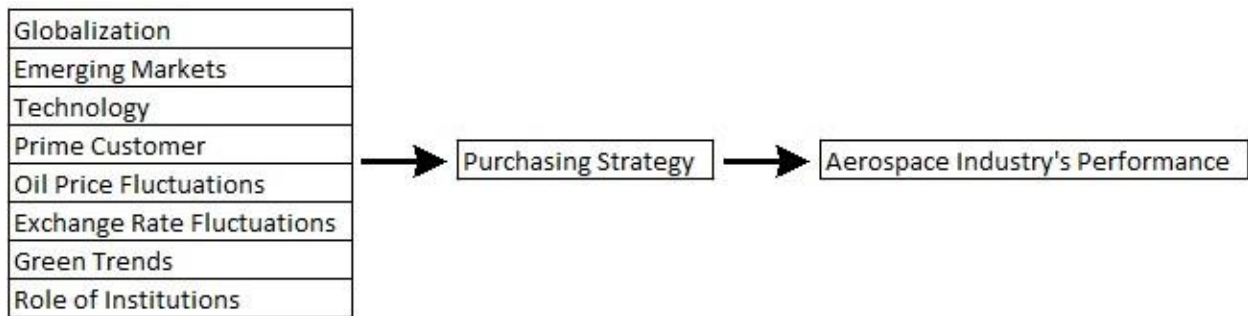 Globalization
Emerging Markets
Technology
Prime Customer
Oil Price Fluctuations
Exchange Rate Fluctuations
Green Trends
Role of Institutions
Purchasing Strategy
Aerospace Industry's Performance